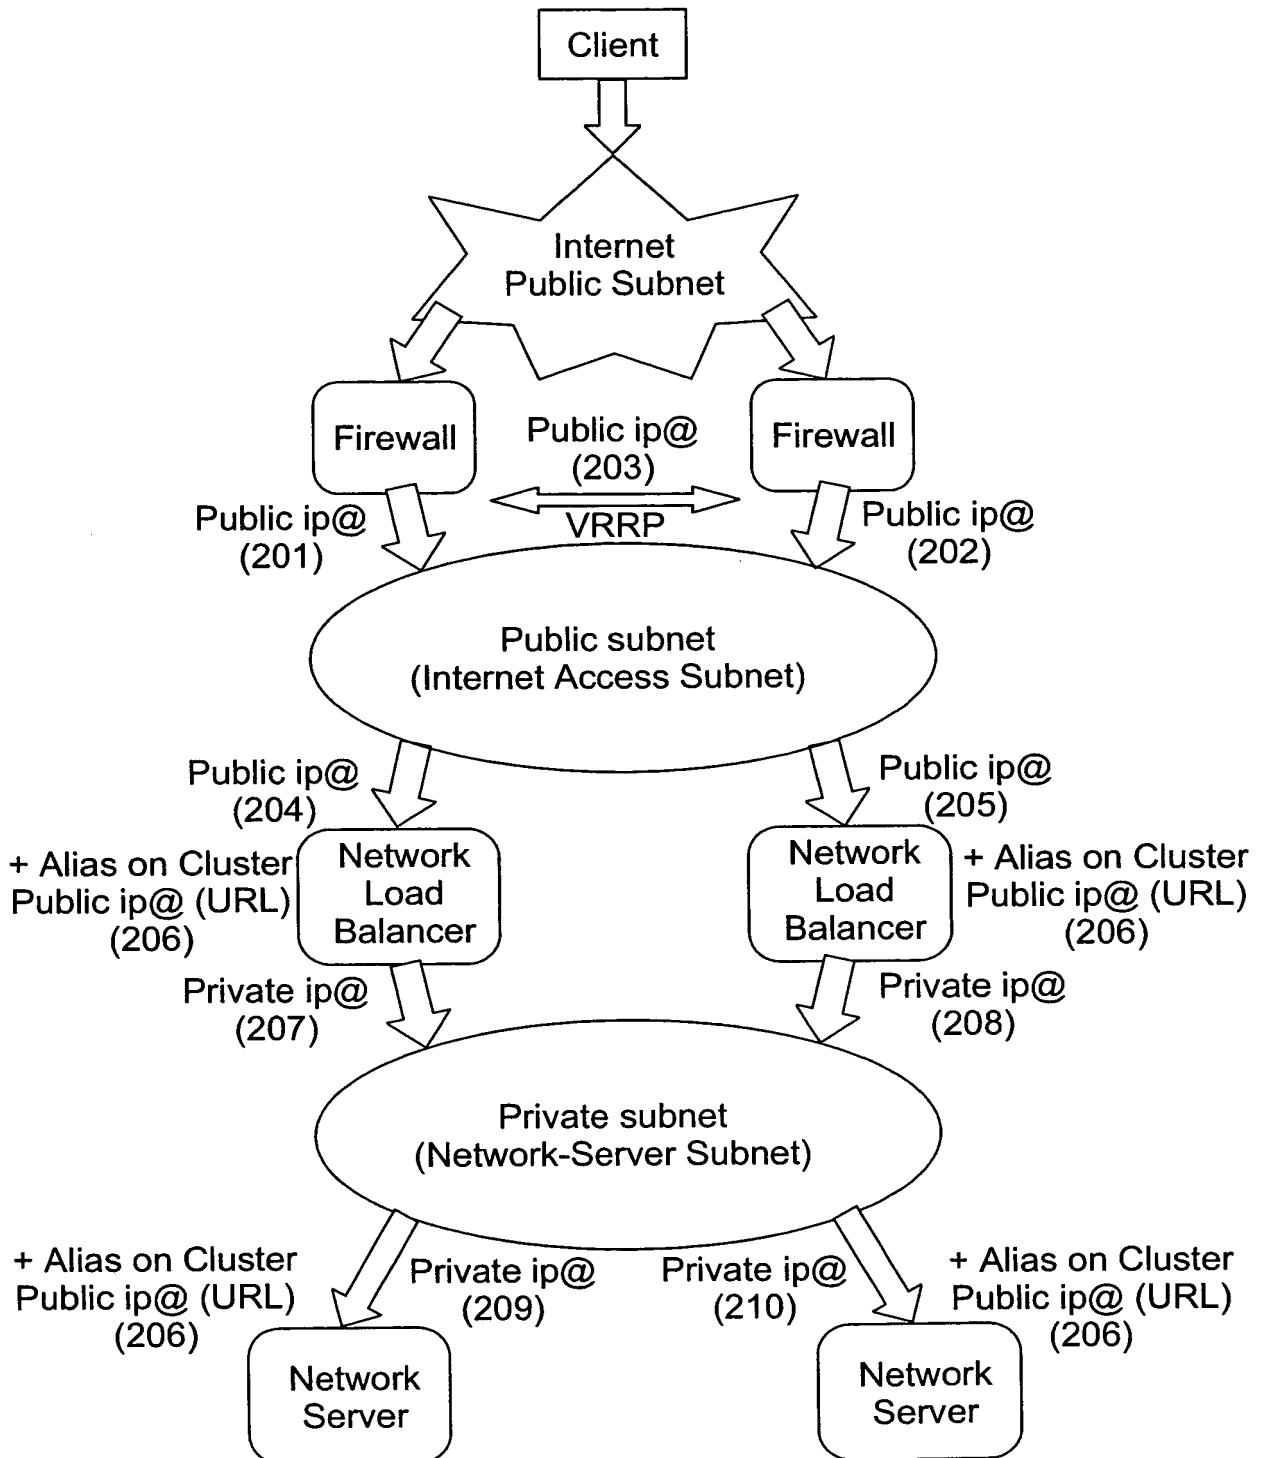 Client
Internet
Public Subnet
Firewall
Public ip@
(203)
VRRP
Firewall
Public ip@
(201)
Public ip@
(202)
Public subnet
(Internet Access Subnet)
Public ip@
(204)
Public ip@
(205)
+ Alias on Cluster
Public ip@ (URL)
(206)
Network
Load
Balancer
Network
Load
Balancer
+ Alias on Cluster
Public ip@ (URL)
(206)
Private ip@
(207)
Private ip@
(208)
Private subnet
(Network-Server Subnet)
+ Alias on Cluster
Public ip@ (URL)
(206)
Private ip@
(209)
Private ip@
(210)
+ Alias on Cluster
Public ip@ (URL)
(206)
Network
Server
Network
Server